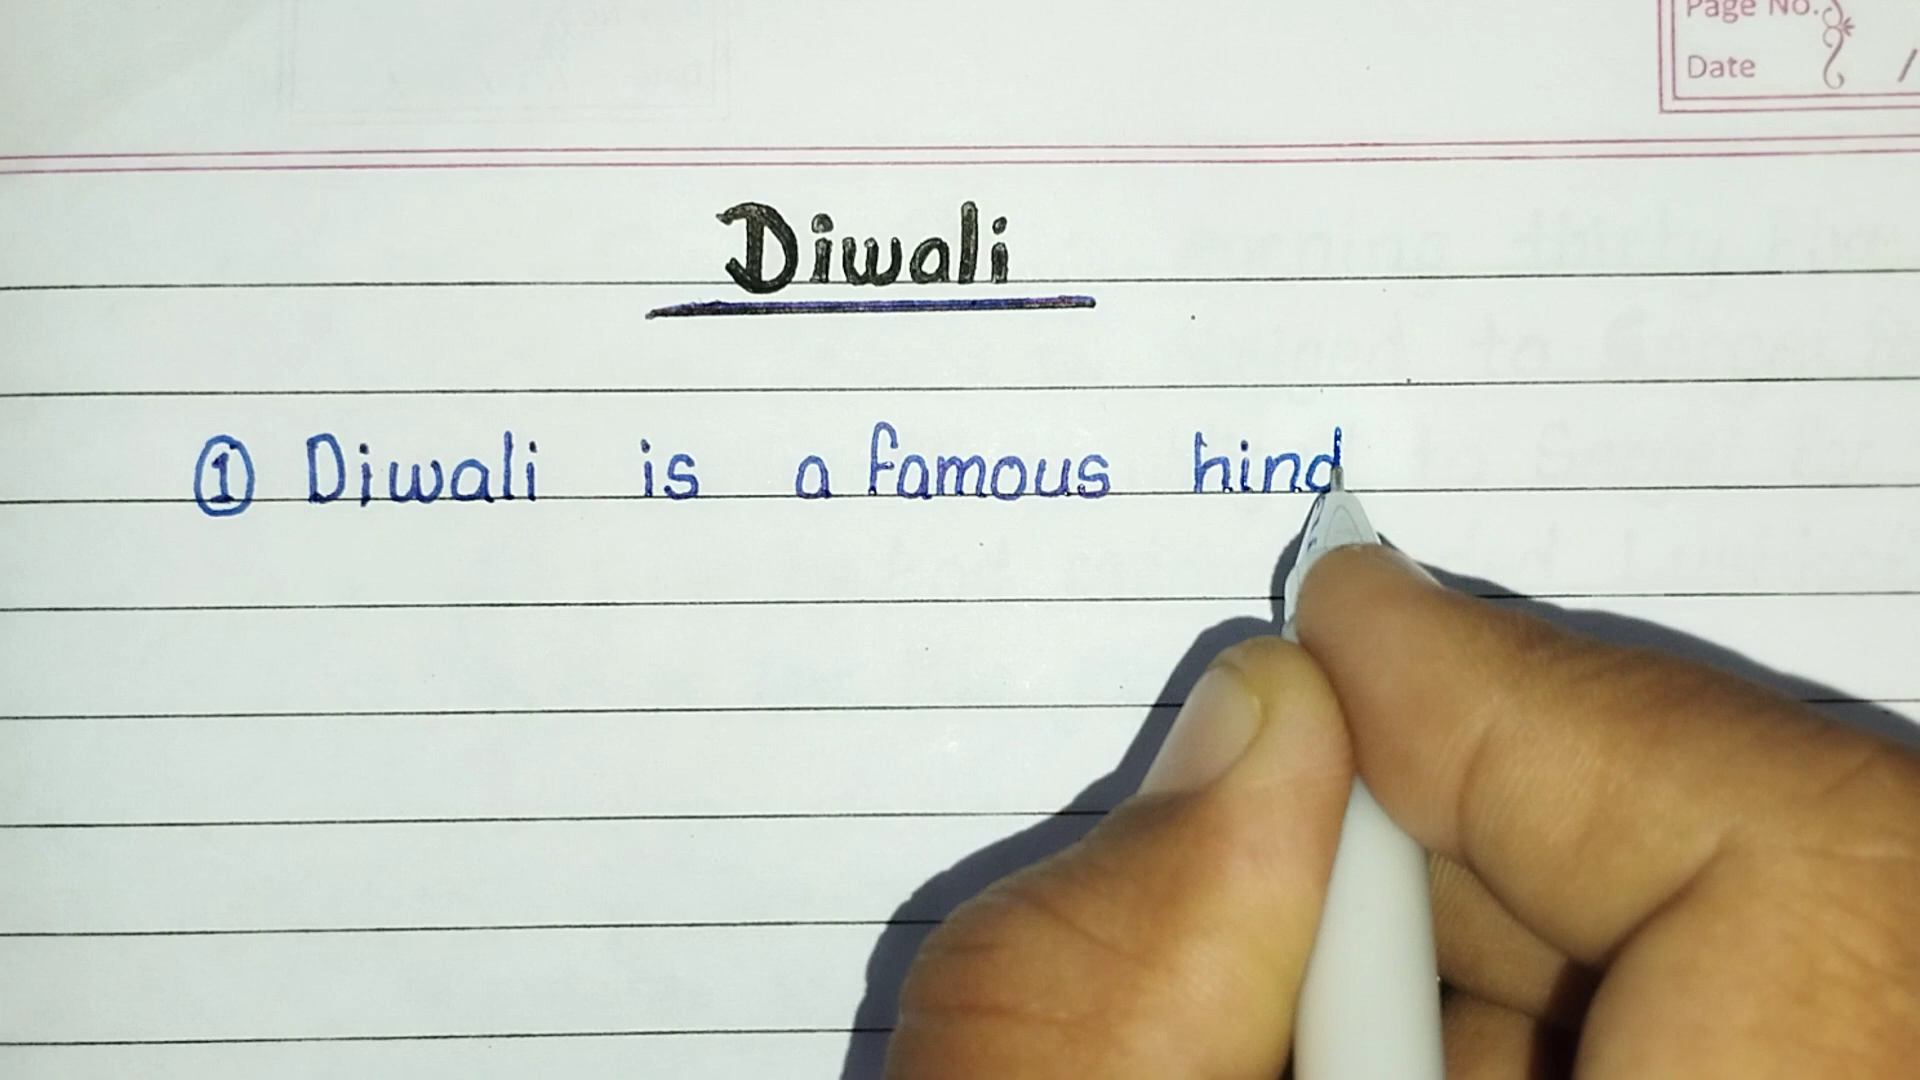 Page No.
Date /
Diwali
① Diwali is a famous hind